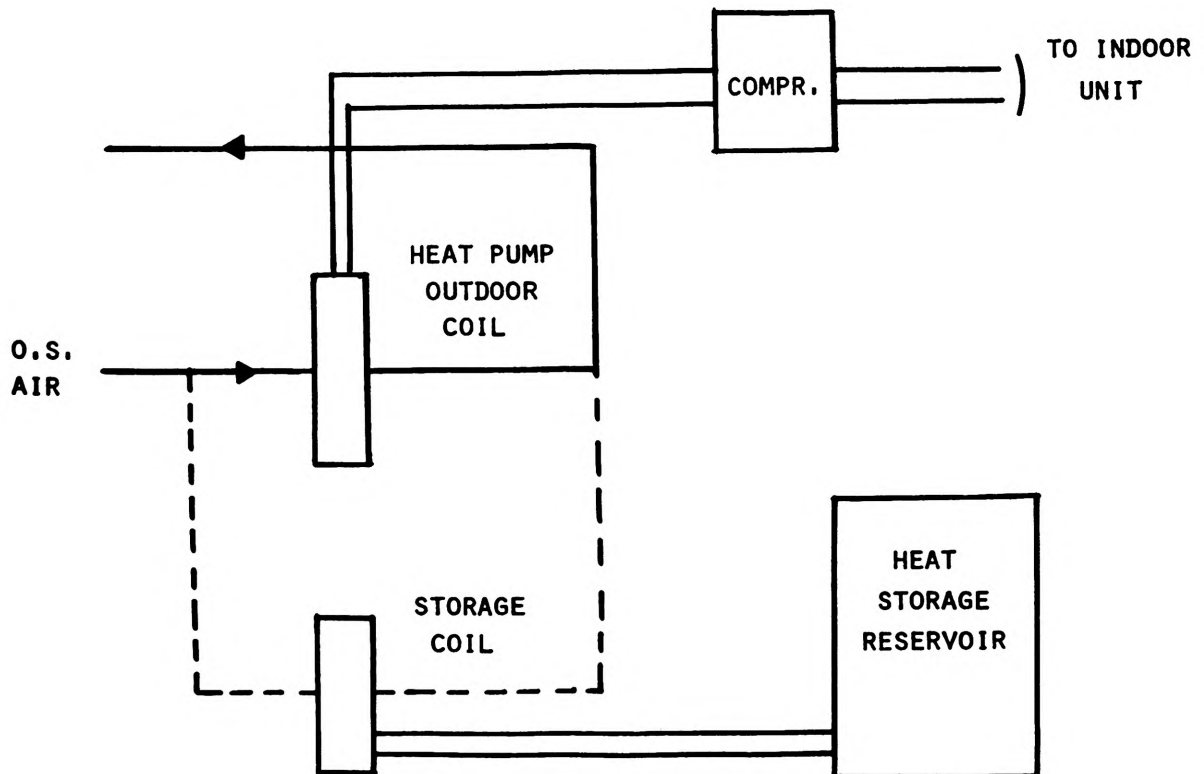 COMPR.
TO INDOOR
UNIT
HEAT PUMP
OUTDOOR
COIL
O.S.
AIR
STORAGE
COIL
HEAT
STORAGE
RESERVOIR